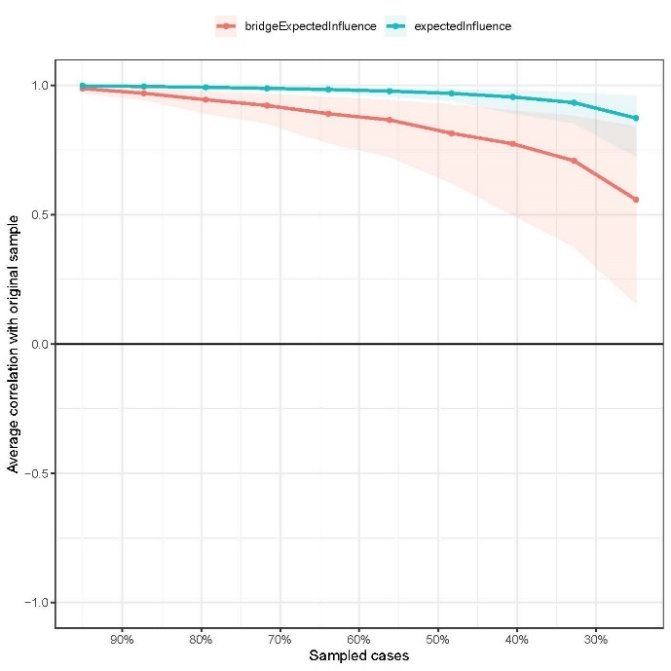 bridgeExpectedInfluence expectedInfluence
1.0
0.5
0.0
−0.5
−1.0
Average correlation with original sample
90% 80% 70% 60% 50% 40% 30%
Sampled cases